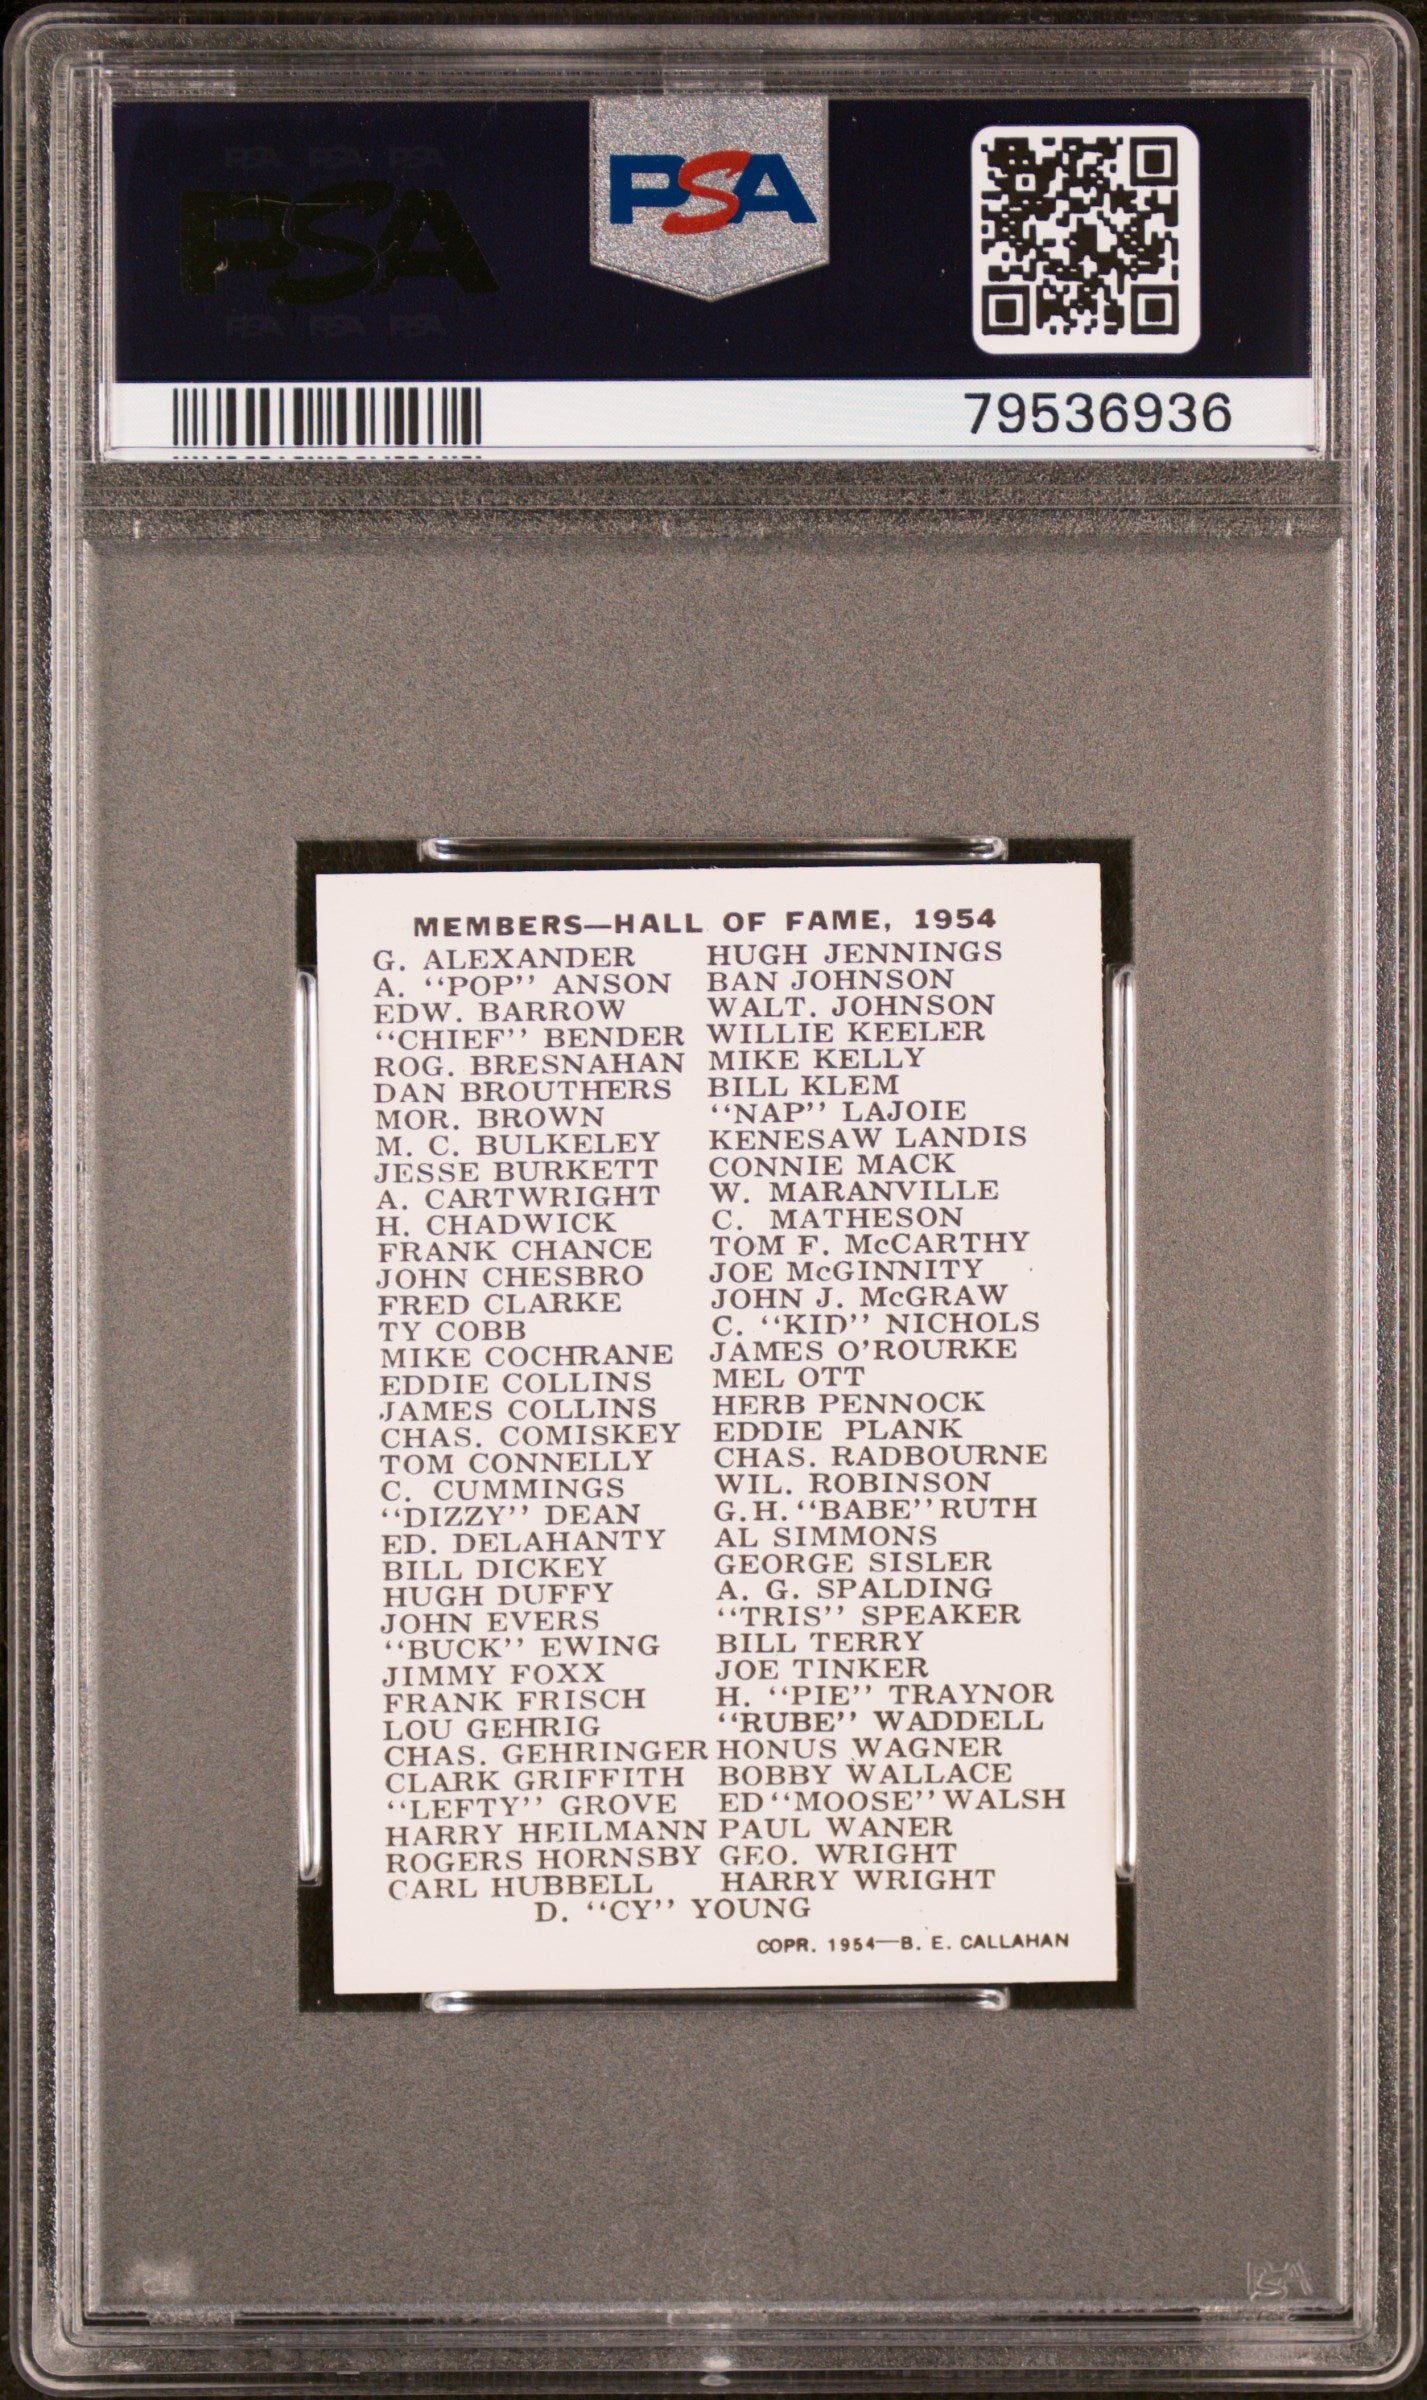 PSA PSA PSA
PSA
PSA PSA PSA
PSA
79536936
MEMBERS—HALL OF FAME, 1954
G. ALEXANDER HUGH JENNINGS
A. "POP" ANSON BAN JOHNSON
EDW. BARROW WALT. JOHNSON
"CHIEF" BENDER WILLIE KEELER
ROG. BRESNAHAN MIKE KELLY
DAN BROUTHERS BILL KLEM
MOR. BROWN "NAP" LAJOIE
M. C. BULKELEY KENESAW LANDIS
JESSE BURKETT CONNIE MACK
A. CARTWRIGHT W. MARANVILLE
H. CHADWICK C. MATHESON
FRANK CHANCE TOM F. McCARTHY
JOHN CHESBRO JOE McGINNITY
FRED CLARKE JOHN J. McGRAW
TY COBB C. "KID" NICHOLS
MIKE COCHRANE JAMES O'ROURKE
EDDIE COLLINS MEL OTT
JAMES COLLINS HERB PENNOCK
CHAS. COMISKEY EDDIE PLANK
TOM CONNELLY CHAS. RADBOURNE
C. CUMMINGS WIL. ROBINSON
"DIZZY" DEAN G.H. "BABE" RUTH
ED. DELAHANTY AL SIMMONS
BILL DICKEY GEORGE SISLER
HUGH DUFFY A. G. SPALDING
JOHN EVERS "TRIS" SPEAKER
"BUCK" EWING BILL TERRY
JIMMY FOXX JOE TINKER
FRANK FRISCH H. "PIE" TRAYNOR
LOU GEHRIG "RUBE" WADDELL
CHAS. GEHRINGER HONUS WAGNER
CLARK GRIFFITH BOBBY WALLACE
"LEFTY" GROVE ED "MOOSE" WALSH
HARRY HEILMANN PAUL WANER
ROGERS HORNSBY GEO. WRIGHT
CARL HUBBELL HARRY WRIGHT
D. "CY" YOUNG
COPR. 1954—B. E. CALLAHAN
PSA